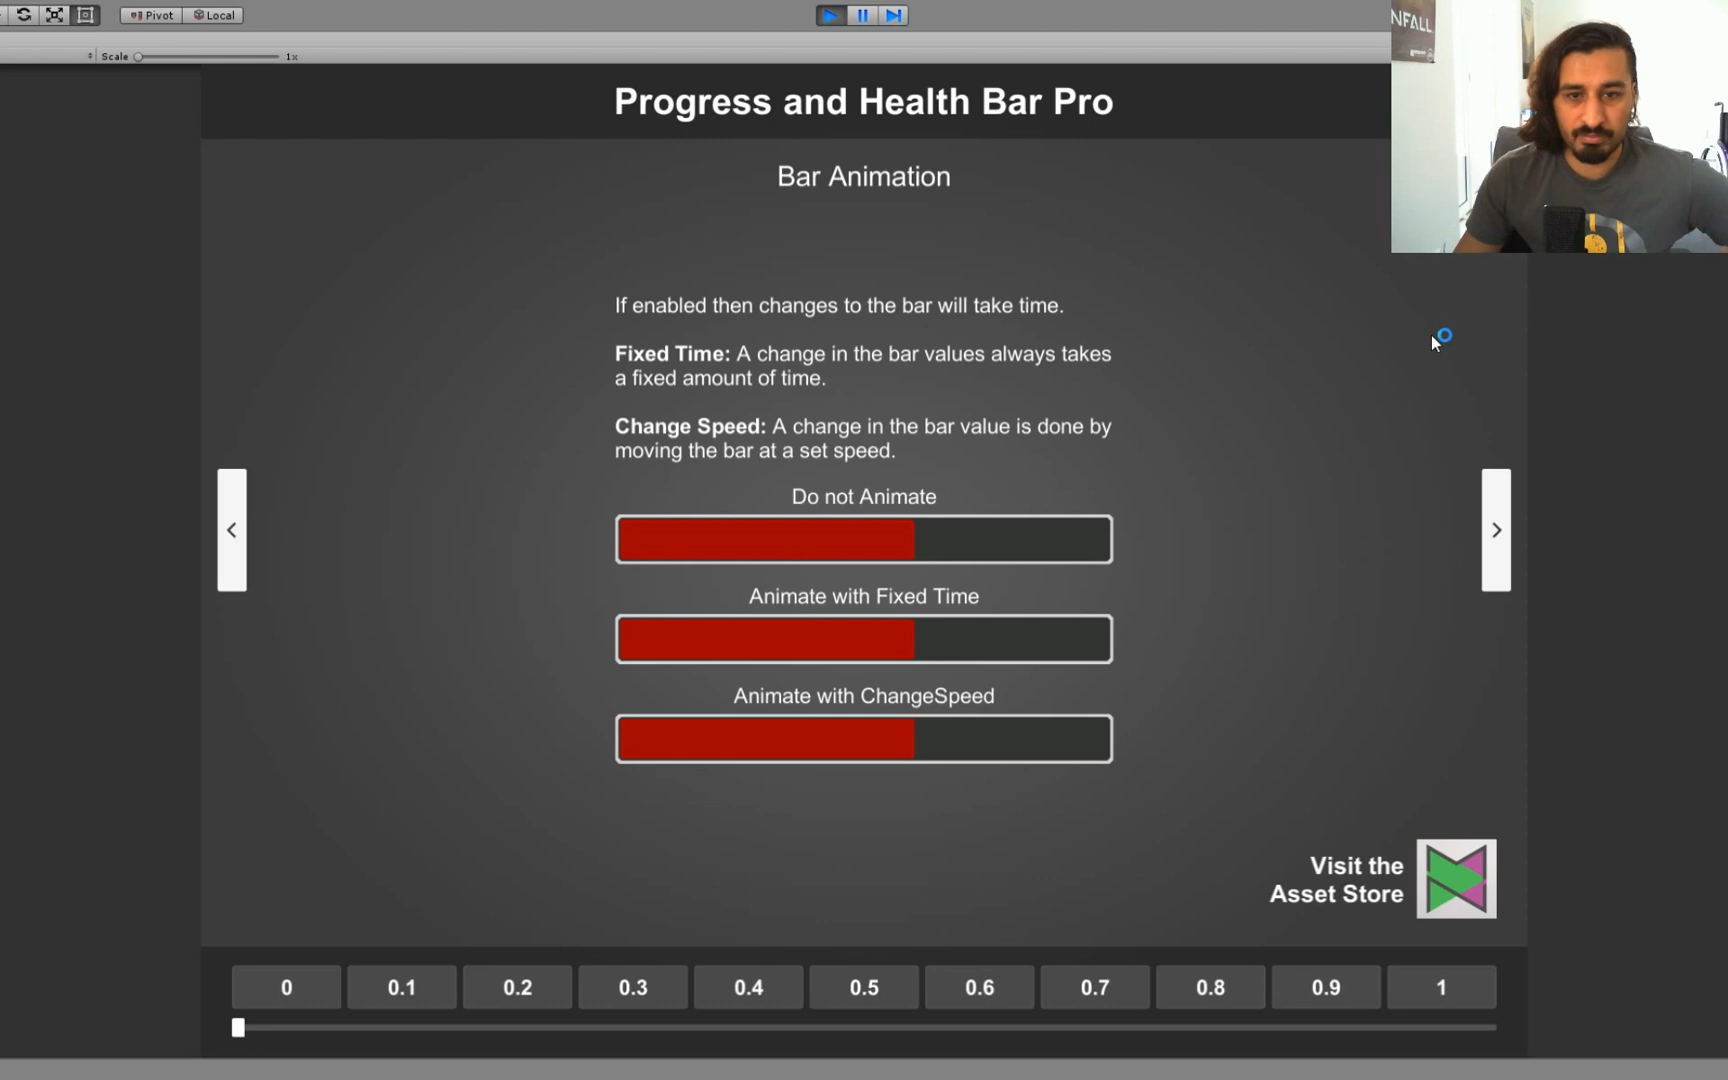 Pivot
Local
Scale
1x
NFALL
Progress and Health Bar Pro
Bar Animation
If enabled then changes to the bar will take time.
Fixed Time: A change in the bar values always takes
a fixed amount of time.
Change Speed: A change in the bar value is done by
moving the bar at a set speed.
Do not Animate
Animate with Fixed Time
Animate with ChangeSpeed
Visit the
Asset Store
0 0.1 0.2 0.3 0.4 0.5 0.6 0.7 0.8 0.9 1